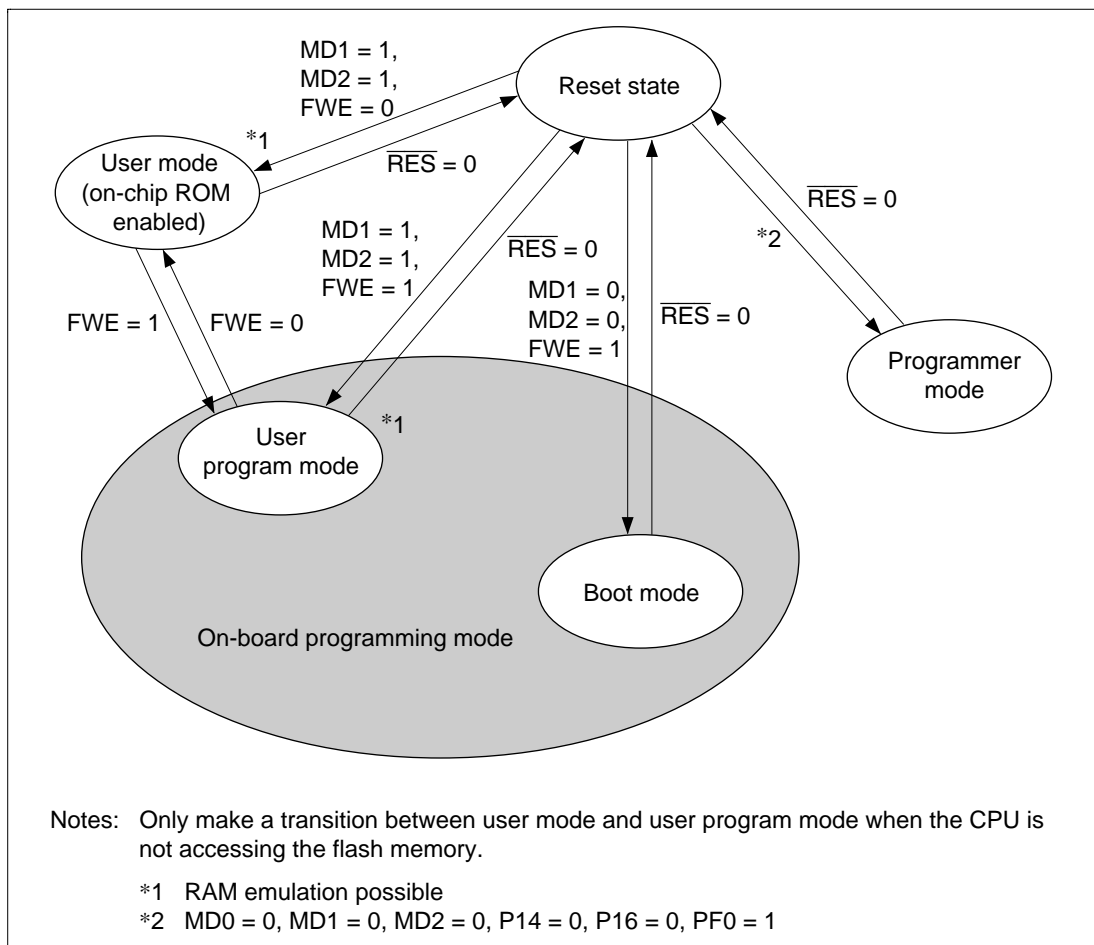 MD1 = 1,
MD2 = 1,
FWE = 0
Reset state
*1
User mode
(on-chip ROM
enabled)
R̅E̅S̅ = 0
R̅E̅S̅ = 0
*2
MD1 = 1,
MD2 = 1,
FWE = 1
R̅E̅S̅ = 0
MD1 = 0,
MD2 = 0,
FWE = 1
R̅E̅S̅ = 0
FWE = 1
FWE = 0
Programmer
mode
User
program mode
*1
Boot mode
On-board programming mode
Notes: Only make a transition between user mode and user program mode when the CPU is
not accessing the flash memory.
*1 RAM emulation possible
*2 MD0 = 0, MD1 = 0, MD2 = 0, P14 = 0, P16 = 0, PF0 = 1